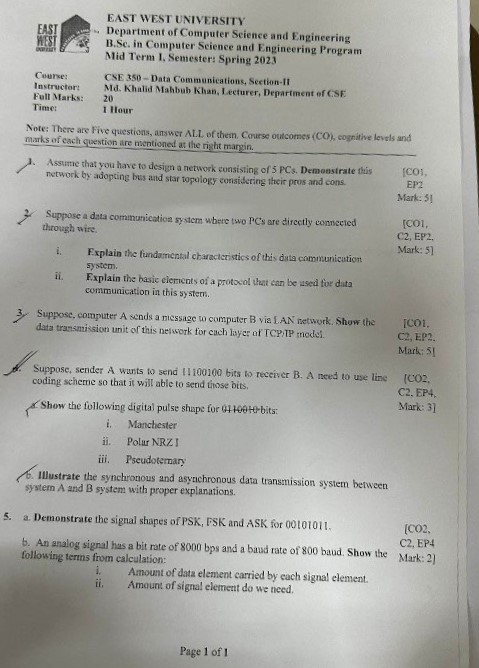 EAST WEST UNIVERSITY
EAST
WEST
UNIVERSITY
Department of Computer Science and Engineering
B.Sc. in Computer Science and Engineering Program
Mid Term I, Semester: Spring 2023
Course: CSE 350 – Data Communications, Section-II
Instructor: Md. Khalid Mahbub Khan, Lecturer, Department of CSE
Full Marks: 20
Time: 1 Hour
Note: There are Five questions, answer ALL of them. Course outcomes (CO), cognitive levels and
marks of each question are mentioned at the right margin.
1. Assume that you have to design a network consisting of 5 PCs. Demonstrate this [CO1,
network by adopting bus and star topology considering their pros and cons. EP2
Mark: 5]
2. Suppose a data communication system where two PCs are directly connected [CO1,
through wire. C2, EP2,
Mark: 5]
i. Explain the fundamental characteristics of this data communication
system.
ii. Explain the basic elements of a protocol that can be used for data
communication in this system.
3. Suppose, computer A sends a message to computer B via LAN network. Show the [CO1,
data transmission unit of this network for each layer of TCP/IP model. C2, EP2,
Mark: 5]
Suppose, sender A wants to send 11100100 bits to receiver B. A need to use line [CO2,
coding scheme so that it will able to send those bits. C2, EP4,
Mark: 3]
a. Show the following digital pulse shape for 0110010 bits:
i. Manchester
ii. Polar NRZ I
iii. Pseudoternary
b. Illustrate the synchronous and asynchronous data transmission system between
system A and B system with proper explanations.
5. a. Demonstrate the signal shapes of PSK, FSK and ASK for 00101011. [CO2,
C2, EP4
b. An analog signal has a bit rate of 8000 bps and a baud rate of 800 baud. Show the Mark: 2]
following terms from calculation:
i. Amount of data element carried by each signal element.
ii. Amount of signal element do we need.
Page 1 of 1